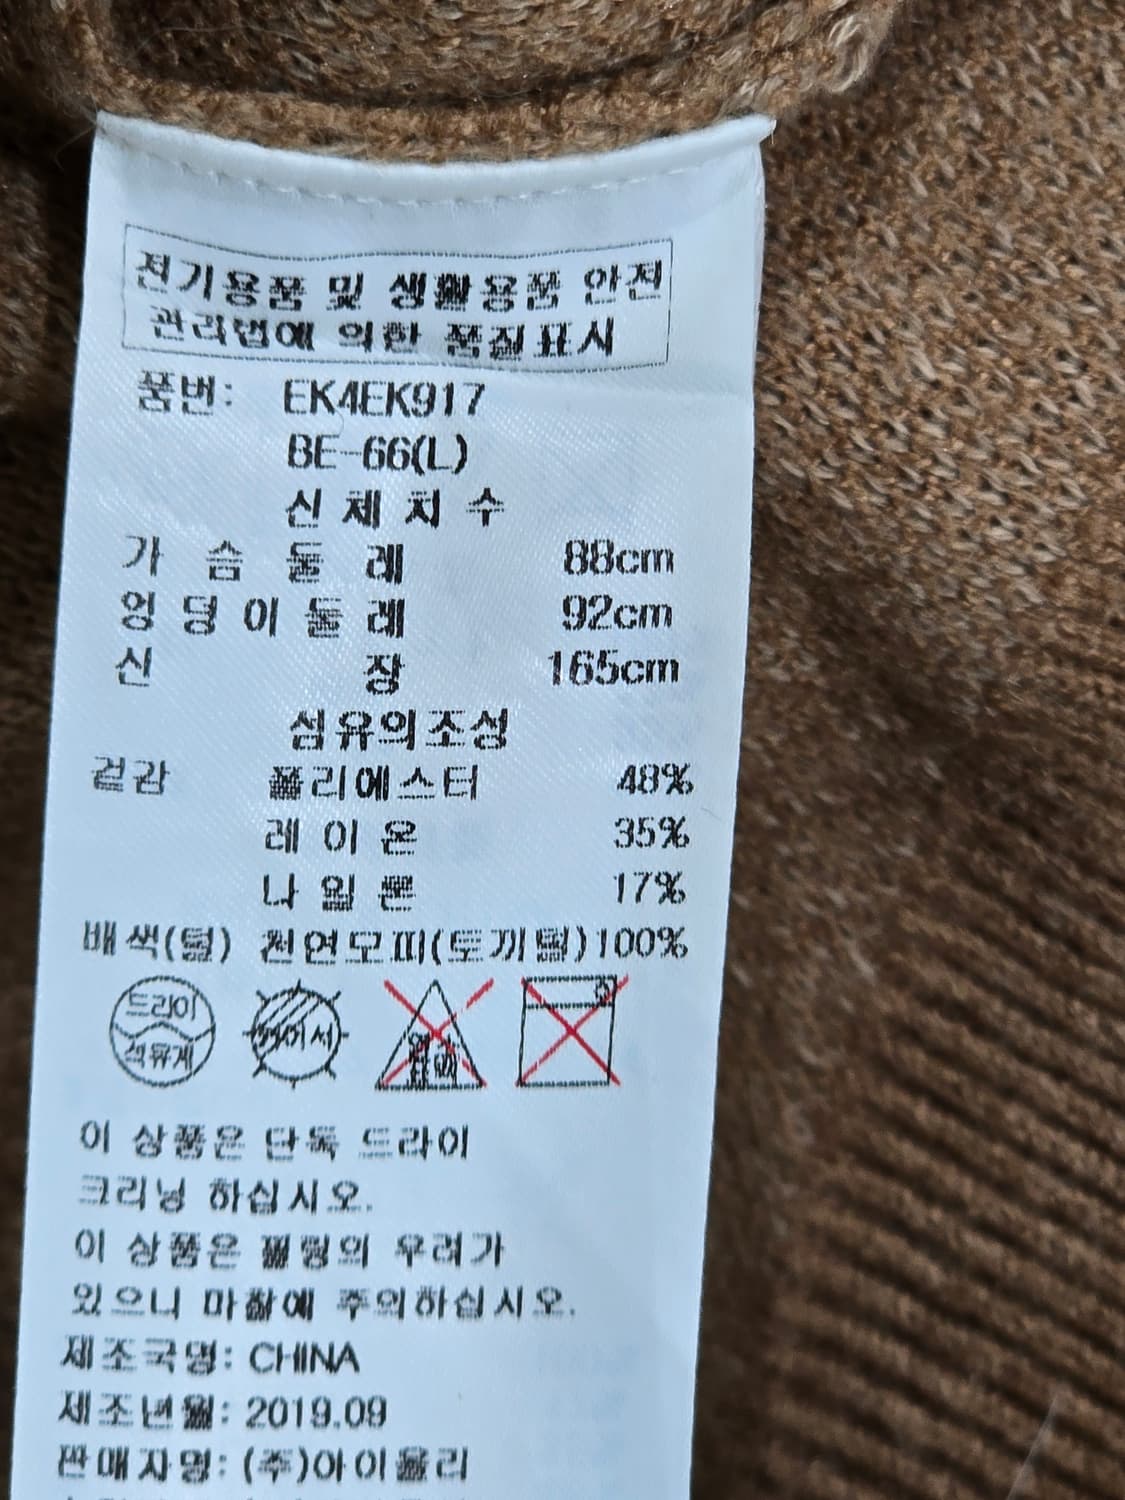 전기용품 및 생활용품 안전
관리법에 의한 품질표시
품번: EK4EK917
BE-66(L)
신체치수
가슴둘레 88cm
엉덩이둘레 92cm
신장 165cm
섬유의조성
겉감 폴리에스터 48%
레이온 35%
나일론 17%
배색(털) 천연모피(토끼털)100%
드라이
석유계
뉘어서
이 상품은 단독 드라이
크리닝 하십시오.
이 상품은 필링의 우려가
있으니 마찰에 주의하십시오.
제조국명: CHINA
제조년월: 2019.09
판매자명: (주)아이올리